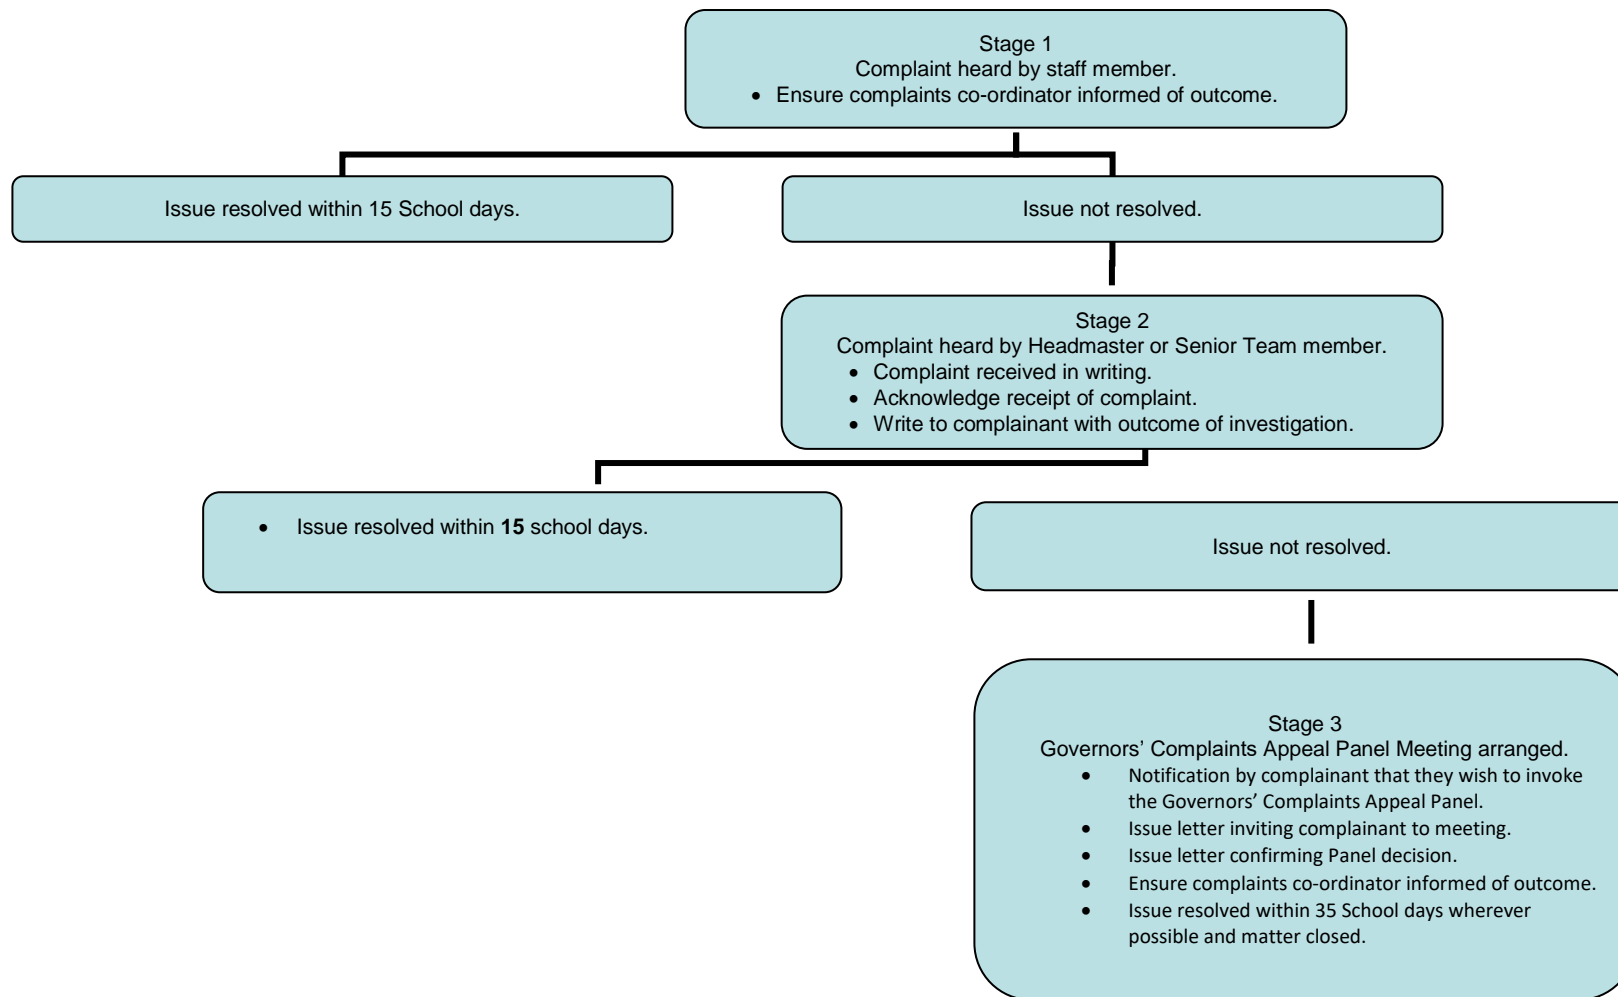 Stage 1
Complaint heard by staff member.
• Ensure complaints co-ordinator informed of outcome.
Issue resolved within 15 School days.
Issue not resolved.
Stage 2
Complaint heard by Headmaster or Senior Team member.
• Complaint received in writing.
• Acknowledge receipt of complaint.
• Write to complainant with outcome of investigation.
• Issue resolved within 15 school days.
Issue not resolved.
Stage 3
Governors’ Complaints Appeal Panel Meeting arranged.
• Notification by complainant that they wish to invoke
the Governors’ Complaints Appeal Panel.
• Issue letter inviting complainant to meeting.
• Issue letter confirming Panel decision.
• Ensure complaints co-ordinator informed of outcome.
• Issue resolved within 35 School days wherever
possible and matter closed.